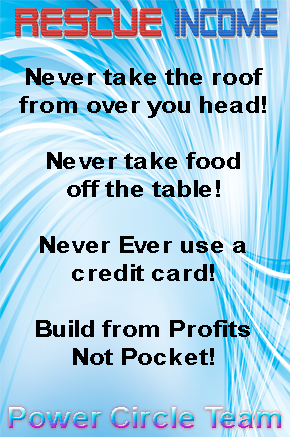 RESCUE INCOME
Never take the roof
from over you head!
Never take food
off the table!
Never Ever use a
credit card!
Build from Profits
Not Pocket!
Power Circle Team